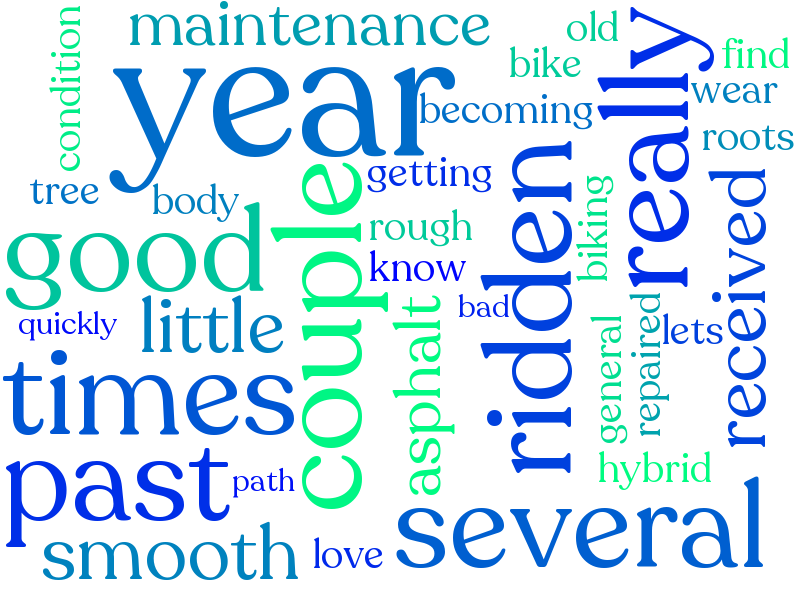 maintenance
old
condition
bike
really
find
year
wear
becoming
roots
tree
body
couple
getting
ridden
biking
received
good
rough
know
quickly
little
asphalt
bad
general
repaired
lets
times
past
path
hybrid
smooth
love
several